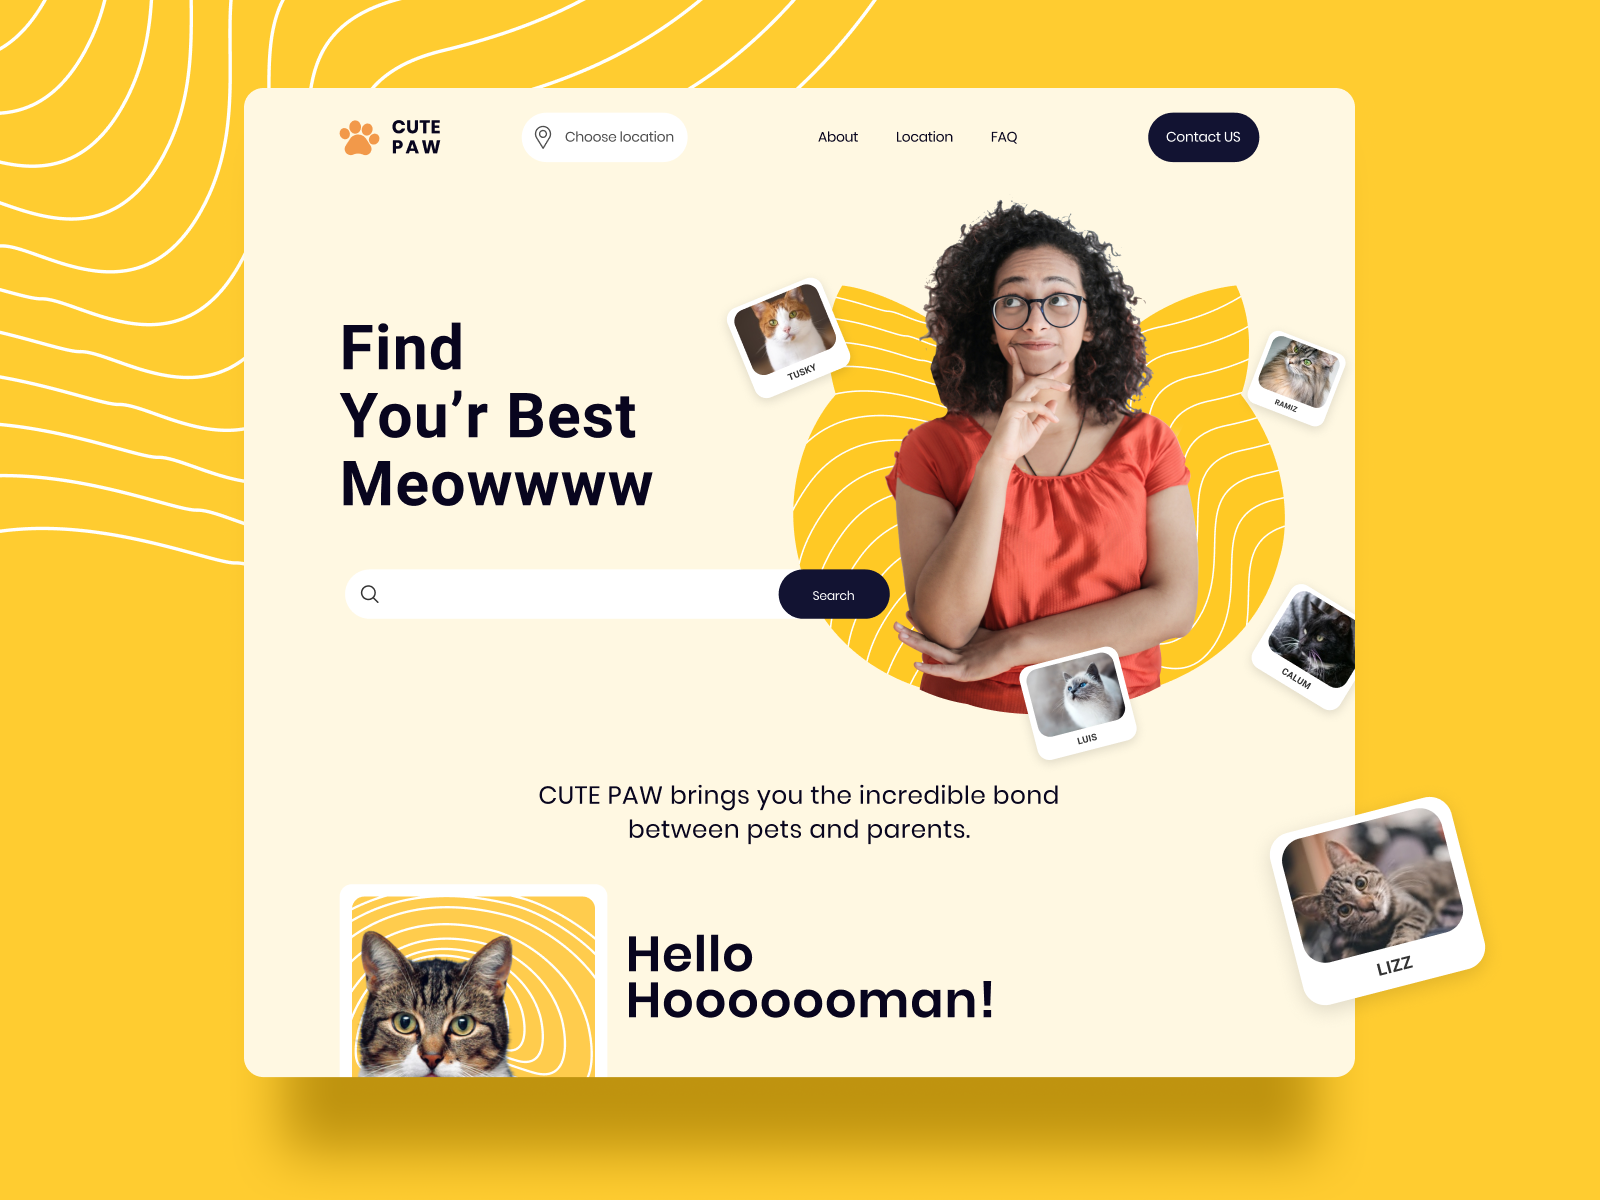 CUTE
PAW
Choose location
About
Location
FAQ
Contact US
Find
You’r Best
Meowwww
Search
TUSKY
RAMIZ
CALUM
LUIS
CUTE PAW brings you the incredible bond
between pets and parents.
LIZZ
Hello
Hoooooooman!